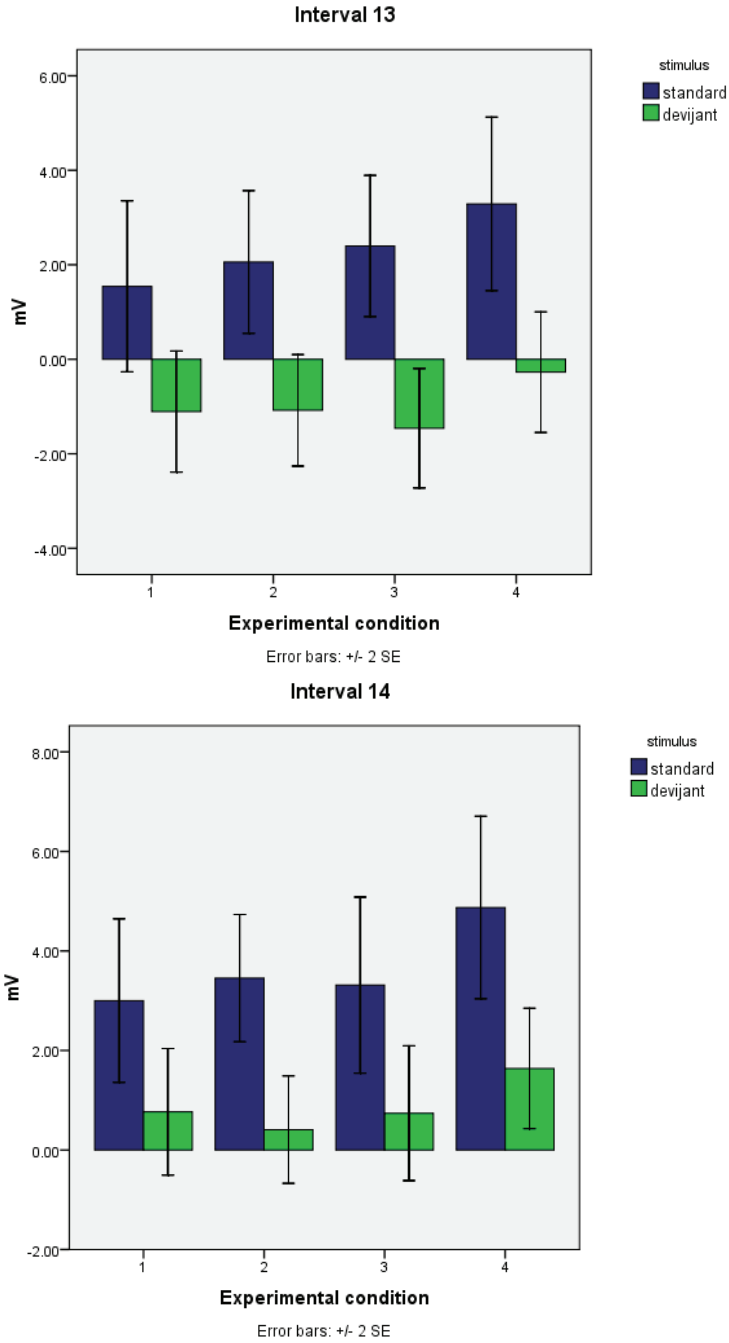 Interval 13
stimulus
standard
devijant
6.00
4.00
2.00
0.00
-2.00
-4.00
mV
1 2 3 4
Experimental condition
Error bars: +/- 2 SE
Interval 14
stimulus
standard
devijant
8.00
6.00
4.00
2.00
0.00
-2.00
mV
1 2 3 4
Experimental condition
Error bars: +/- 2 SE